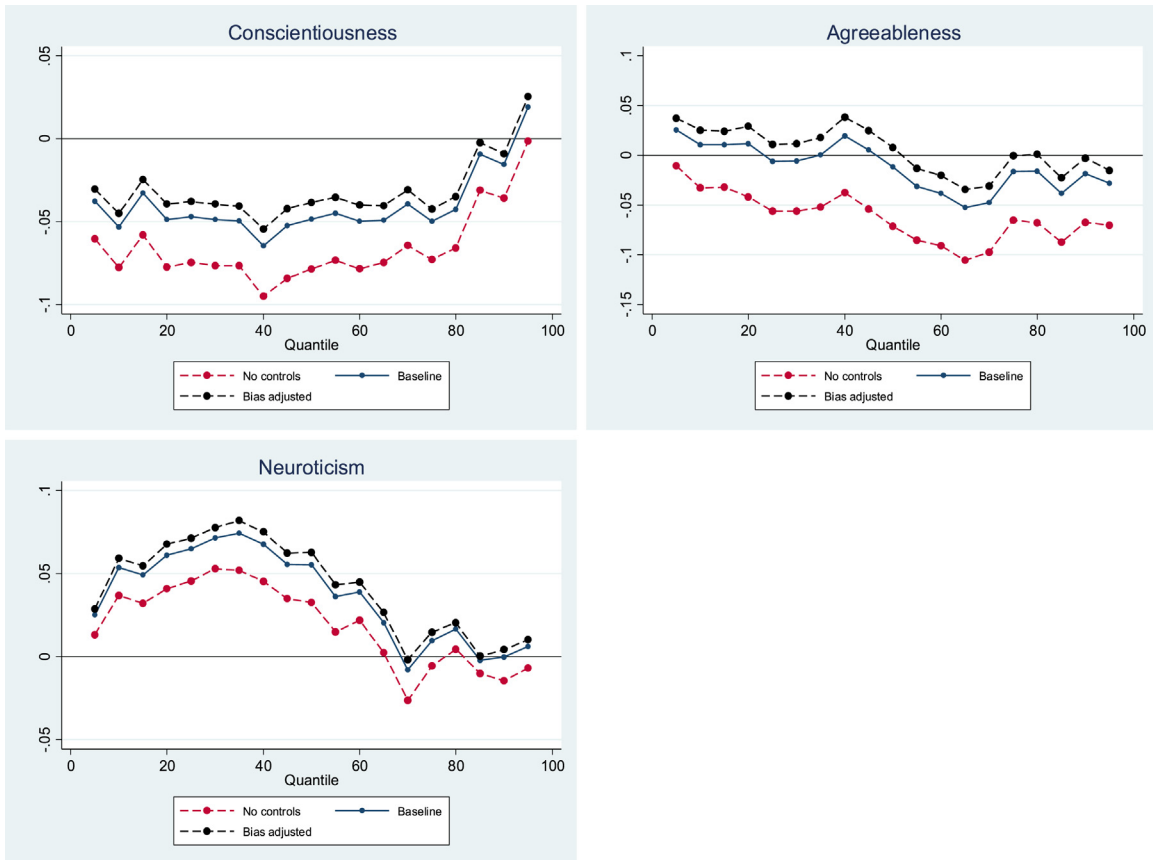 Conscientiousness
.05
0
-.05
-.1
0 20 40 60 80 100
Quantile
No controls Baseline
Bias adjusted
Agreeableness
.1
.05
0
-.05
-.1
-.15
0 20 40 60 80 100
Quantile
No controls Baseline
Bias adjusted
Neuroticism
.1
.05
0
-.05
0 20 40 60 80 100
Quantile
No controls Baseline
Bias adjusted